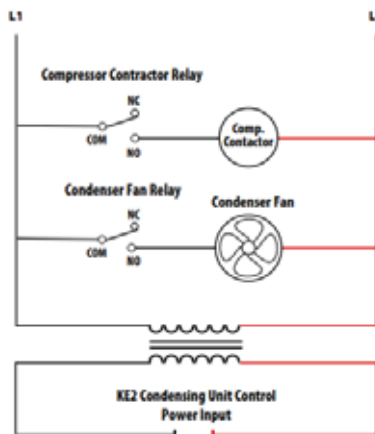 L1
L
Compressor Contractor Relay
NC
COM
NO
Comp.
Contactor
Condenser Fan Relay
Condenser Fan
NC
COM
NO
KE2 Condensing Unit Control
Power Input